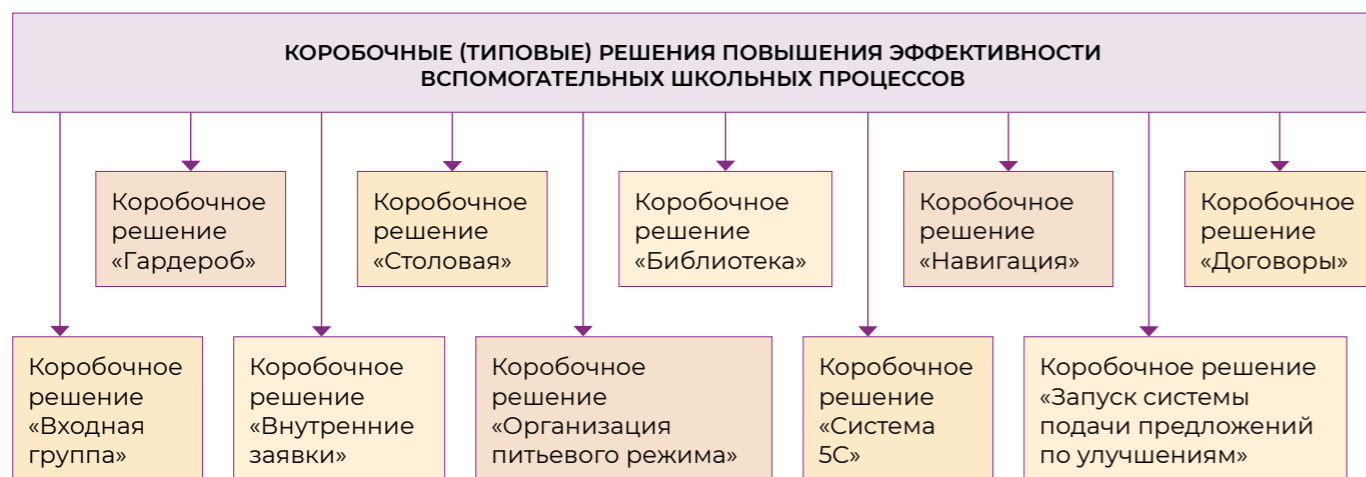 КОРОБОЧНЫЕ (ТИПОВЫЕ) РЕШЕНИЯ ПОВЫШЕНИЯ ЭФФЕКТИВНОСТИ
ВСПОМОГАТЕЛЬНЫХ ШКОЛЬНЫХ ПРОЦЕССОВ
Коробочное
решение
«Гардероб»
Коробочное
решение
«Столовая»
Коробочное
решение
«Библиотека»
Коробочное
решение
«Навигация»
Коробочное
решение
«Договоры»
Коробочное
решение
«Входная
группа»
Коробочное
решение
«Внутренние
заявки»
Коробочное
решение
«Организация
питьевого режима»
Коробочное
решение
«Система
5С»
Коробочное решение
«Запуск системы
подачи предложений
по улучшениям»